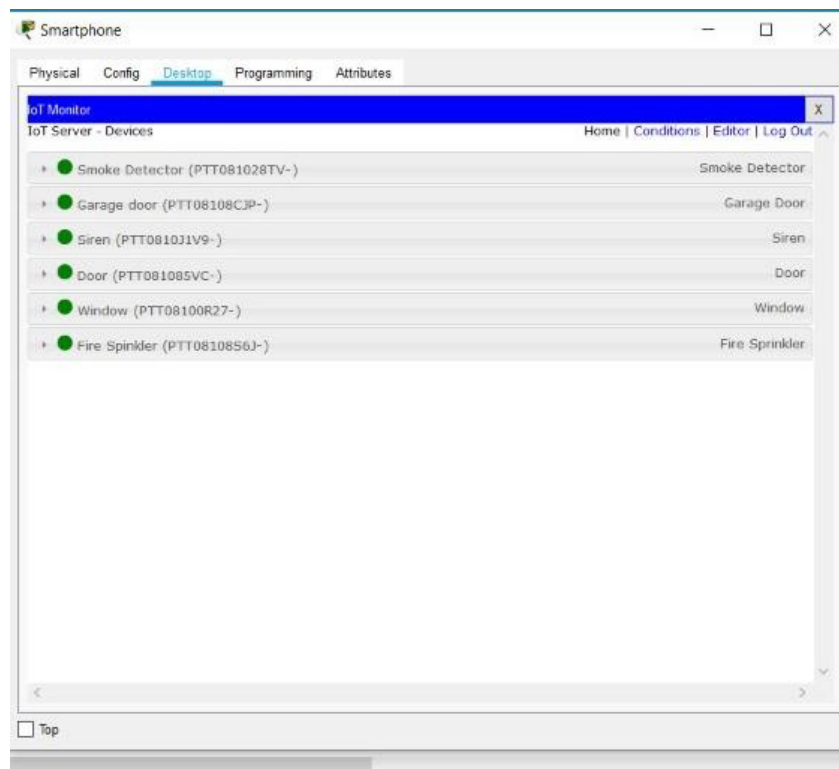 Smartphone
Physical Config Desktop Programming Attributes
IoT Monitor X
IoT Server - Devices Home | Conditions | Editor | Log Out
Smoke Detector (PTT081028TV-) Smoke Detector
Garage door (PTT08108CJP-) Garage Door
Siren (PTT0810J1V9-) Siren
Door (PTT081085VC-) Door
Window (PTT08100R27-) Window
Fire Spinkler (PTT0810856J-) Fire Sprinkler
Top